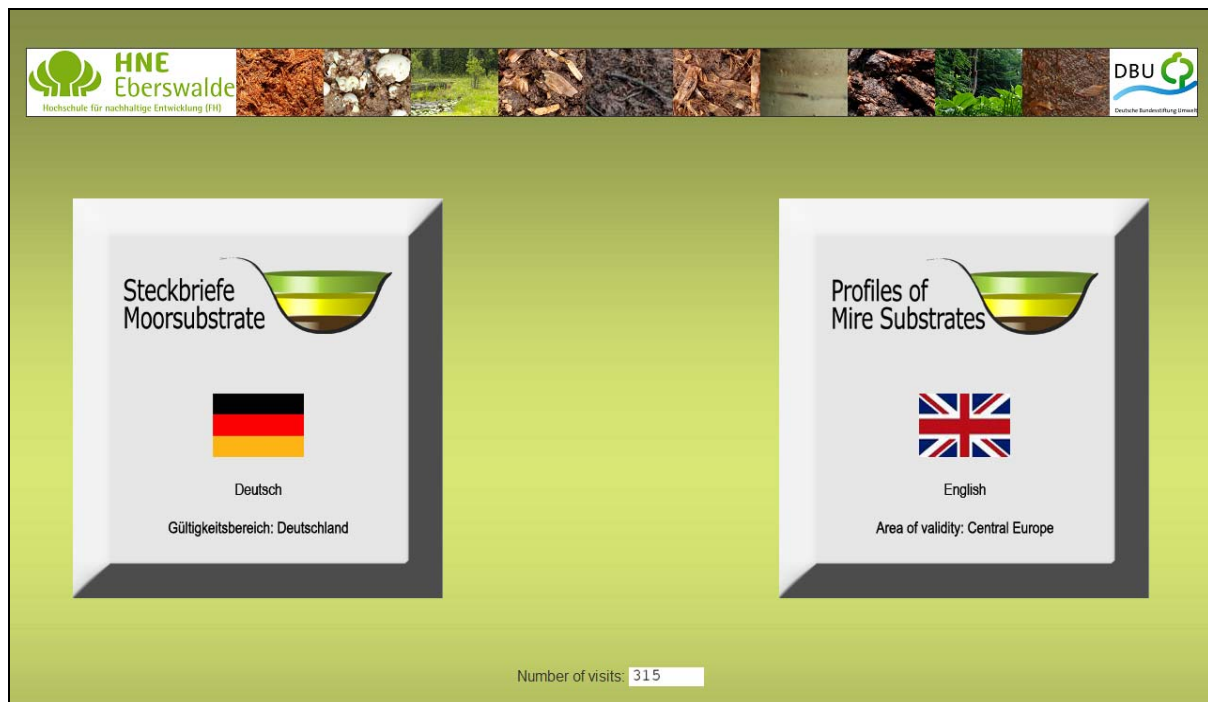 HNE
Eberswalde
Hochschule für nachhaltige Entwicklung (FH)
DBU
Deutsche Bundesstiftung Umwelt
Steckbriefe
Moorsubstrate
Deutsch
Gültigkeitsbereich: Deutschland
Profiles of
Mire Substrates
English
Area of validity: Central Europe
Number of visits: 315